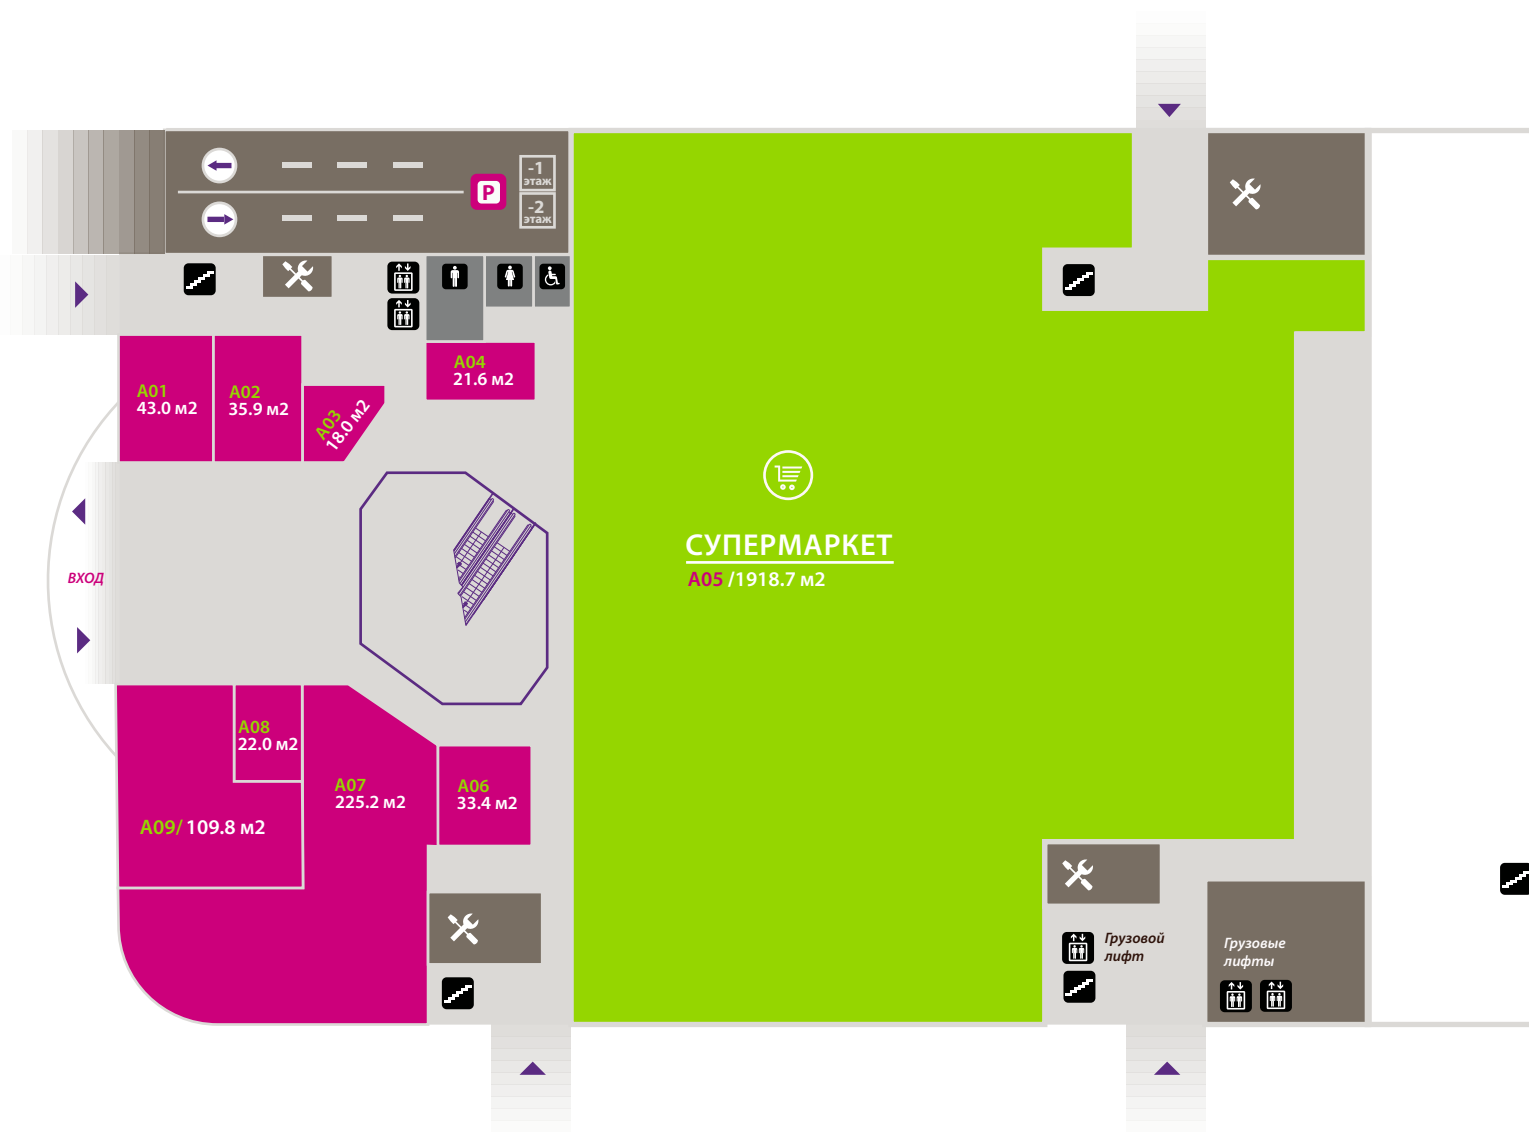 P
-1
этаж
-2
этаж
A01
43.0 м2
A02
35.9 м2
A03
18.0 м2
A04
21.6 м2
СУПЕРМАРКЕТ
A05 /1918.7 м2
ВХОД
A08
22.0 м2
A07
225.2 м2
A06
33.4 м2
A09/ 109.8 м2
Грузовой
лифт
Грузовые
лифты